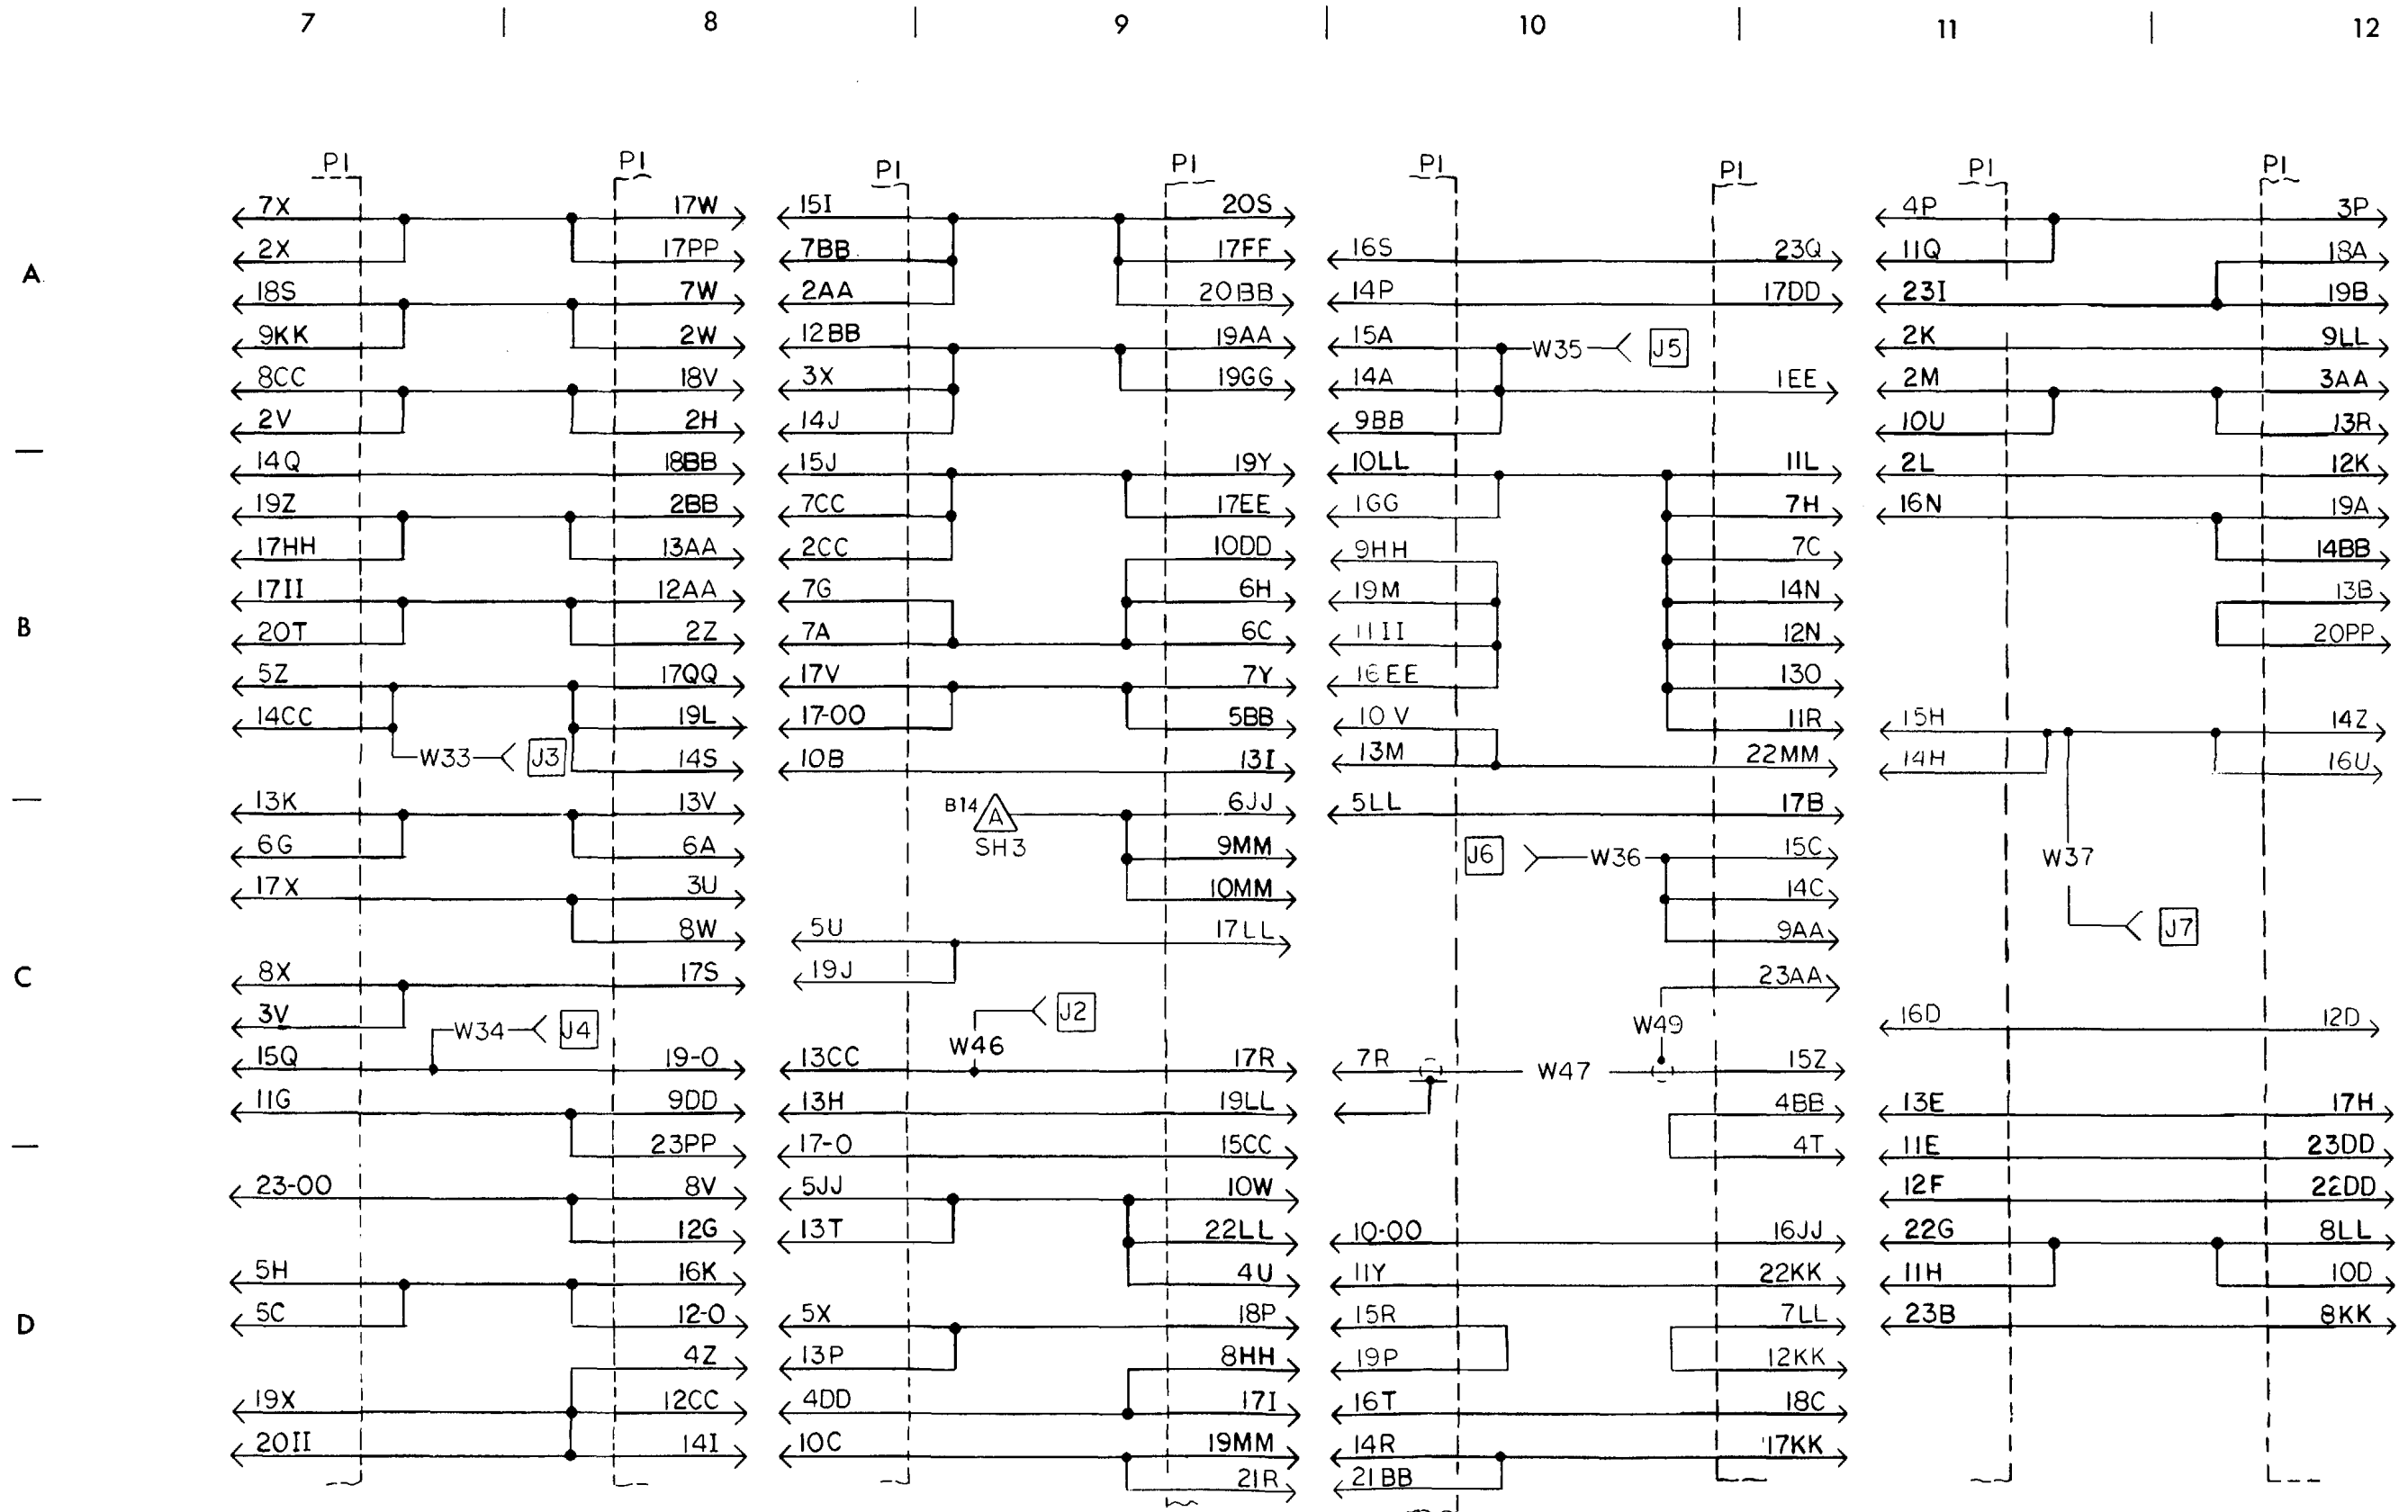 7 8 9 10 11 12
P1 P1 P1 P1 P1 P1 P1 P1
7X 17W 15I 20S 4P 3P
2X 17PP 7BB 17FF 16S 23Q 11Q 18A
A
18S 7W 2AA 20BB 14P 17DD 23I 19B
9KK 2W 12BB 19AA 15A W35 J5 2K 9LL
8CC 18V 3X 19GG 14A 1EE 2M 3AA
2V 2H 14J 9BB 10U 13R
14Q 18BB 15J 19Y 10LL 11L 2L 12K
19Z 2BB 7CC 17EE 1GG 7H 16N 19A
17HH 13AA 2CC 10DD 9HH 7C 14BB
17II 12AA 7G 6H 19M 14N 13B
B
20T 2Z 7A 6C 11II 12N 20PP
5Z 17QQ 17V 7Y 16EE 13O
14CC 19L 17-OO 5BB 10V 11R 15H 14Z
W33 J3 14S 10B 13I 13M 22MM 14H 16U
13K 13V B14 A 6JJ 5LL 17B
6G 6A SH3 9MM J6 W36 15C W37
17X 3U 10MM 14C
8W 5U 17LL 9AA J7
C
8X 17S 19J 23AA
3V W34 J4 J2 W49 16D 12D
W46
15Q 19-O 13CC 17R 7R W47 15Z
11G 9DD 13H 19LL 4BB 13E 17H
23PP 17-O 15CC 4T 11E 23DD
23-OO 8V 5JJ 10W 12F 22DD
12G 13T 22LL 10-OO 16JJ 22G 8LL
5H 16K 4U 11Y 22KK 11H 10D
D
5C 12-O 5X 18P 15R 7LL 23B 8KK
4Z 13P 8HH 19P 12KK
19X 12CC 4DD 17I 16T 18C
20II 14I 10C 19MM 14R 17KK
21R 21BB